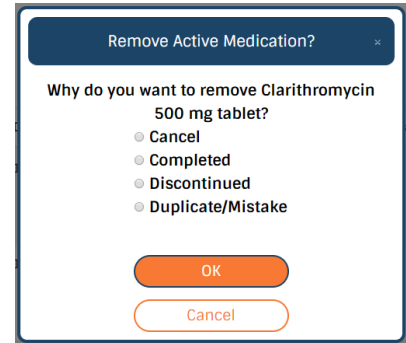 Remove Active Medication?
×
Why do you want to remove Clarithromycin
500 mg tablet?
Cancel
Completed
Discontinued
Duplicate/Mistake
OK
Cancel